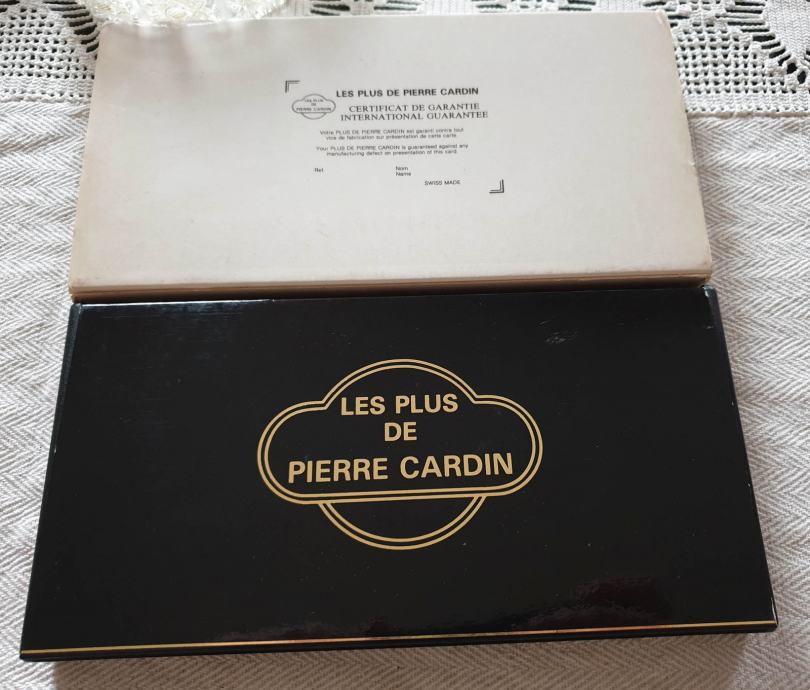 LES PLUS DE PIERRE CARDIN
LES PLUS
DE
PIERRE CARDIN
CERTIFICAT DE GARANTIE
INTERNATIONAL GUARANTEE
Votre PLUS DE PIERRE CARDIN est garanti contre tout
vice de fabrication sur présentation de cette carte.
Your PLUS DE PIERRE CARDIN is guaranteed against any
manufacturing defect on presentation of this card.
Ref. Nom
Name
SWISS MADE
LES PLUS
DE
PIERRE CARDIN